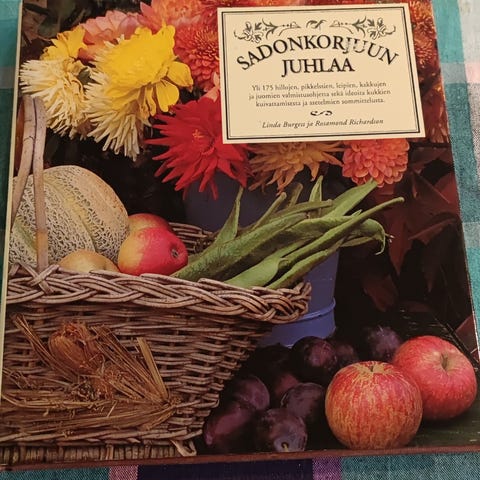 SADONKORJUUN
JUHLAA
Yli 175 hillojen, pikkelssien, leipien, kakkujen
ja juomien valmistusohjetta sekä ideoita kukkien
kuivattamisesta ja asetelmien sommittelusta.
Linda Burgess ja Rosamond Richardson